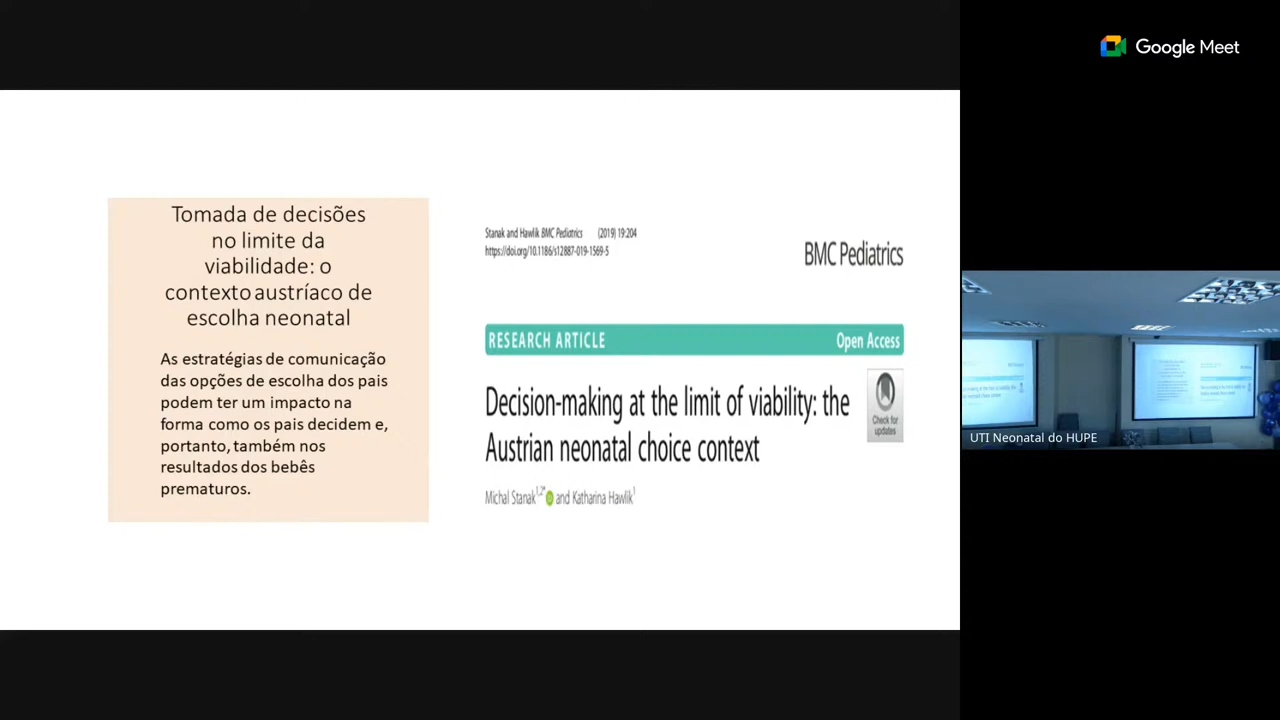 Google Meet
Tomada de decisões
no limite da
viabilidade: o
contexto austríaco de
escolha neonatal
As estratégias de comunicação
das opções de escolha dos pais
podem ter um impacto na
forma como os pais decidem e,
portanto, também nos
resultados dos bebês
prematuros.
Stanak and Hawlik BMC Pediatrics (2019) 19:204
https://doi.org/10.1186/s12887-019-1569-5
BMC Pediatrics
RESEARCH ARTICLE Open Access
Decision-making at the limit of viability: the
Austrian neonatal choice context
Check for
updates
Michal Stanak1,2* and Katharina Hawlik1
UTI Neonatal do HUPE